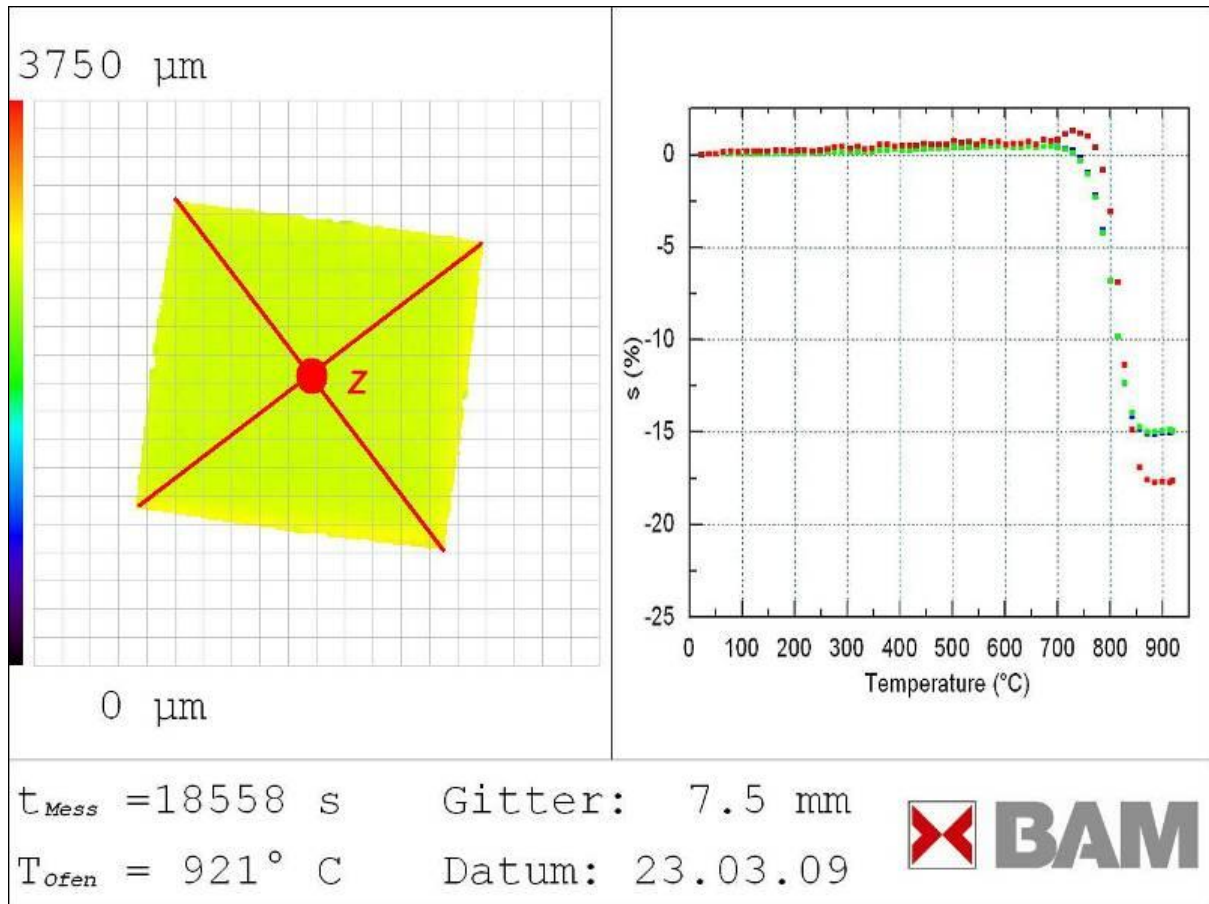 3750 µm
z
0 µm
0
-5
-10
-15
-20
-25
s (%)
0 100 200 300 400 500 600 700 800 900
Temperature (°C)
tMess =18558 s
Gitter: 7.5 mm
TOfen = 921° C
Datum: 23.03.09
BAM